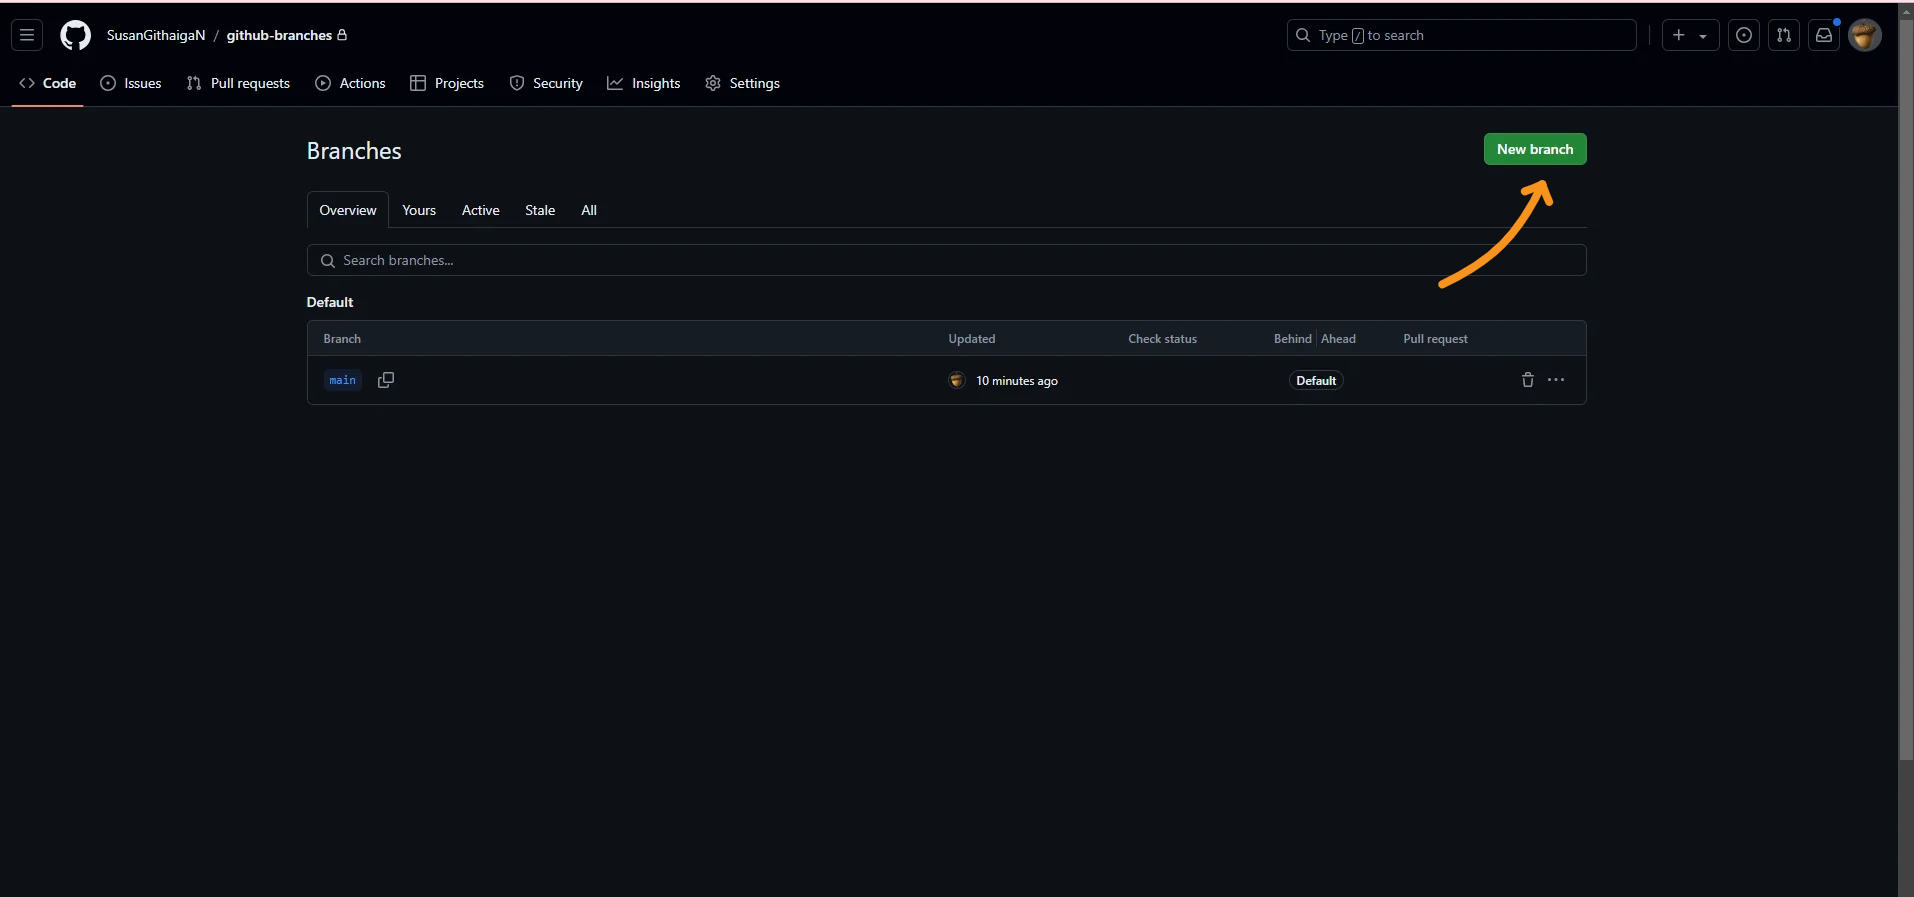 SusanGithaigaN / github-branches
Type / to search
Code Issues Pull requests Actions Projects Security Insights Settings
Branches
New branch
Overview Yours Active Stale All
Search branches...
Default
Branch Updated Check status Behind Ahead Pull request
main 10 minutes ago Default